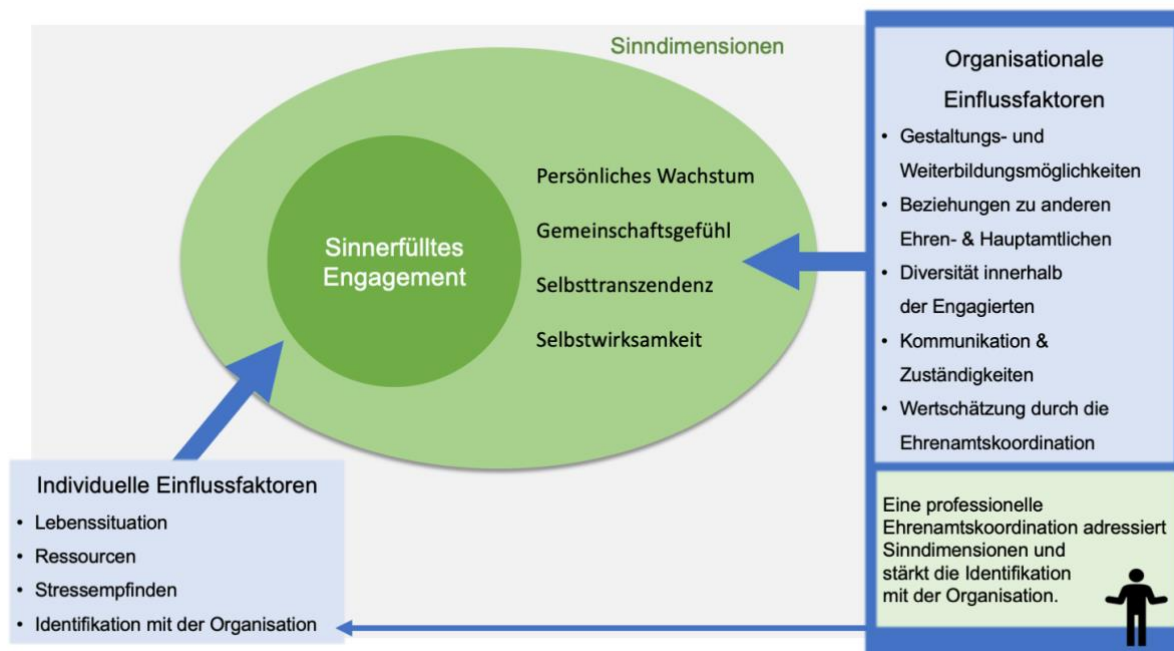 Sinndimensionen
Sinnerfülltes
Engagement
Persönliches Wachstum
Gemeinschaftsgefühl
Selbsttranszendenz
Selbstwirksamkeit
Organisationale
Einflussfaktoren
• Gestaltungs- und
Weiterbildungsmöglichkeiten
• Beziehungen zu anderen
Ehren- & Hauptamtlichen
• Diversität innerhalb
der Engagierten
• Kommunikation &
Zuständigkeiten
• Wertschätzung durch die
Ehrenamtskoordination
Individuelle Einflussfaktoren
• Lebenssituation
• Ressourcen
• Stressempfinden
• Identifikation mit der Organisation
Eine professionelle
Ehrenamtskoordination adressiert
Sinndimensionen und
stärkt die Identifikation
mit der Organisation.